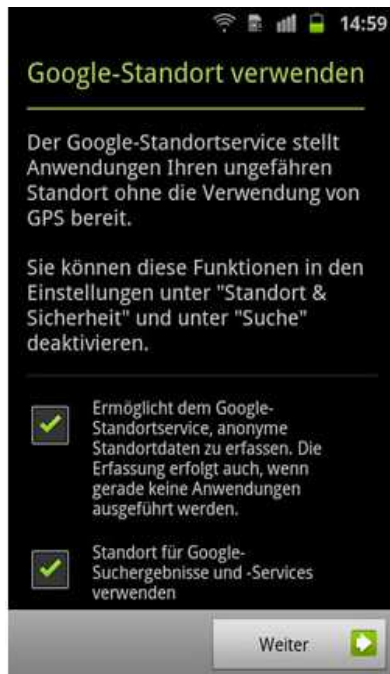 14:59
Google-Standort verwenden
Der Google-Standortservice stellt
Anwendungen Ihren ungefähren
Standort ohne die Verwendung von
GPS bereit.
Sie können diese Funktionen in den
Einstellungen unter "Standort &
Sicherheit" und unter "Suche"
deaktivieren.
Ermöglicht dem Google-
Standortservice, anonyme
Standortdaten zu erfassen. Die
Erfassung erfolgt auch, wenn
gerade keine Anwendungen
ausgeführt werden.
Standort für Google-
Suchergebnisse und -Services
verwenden
Weiter